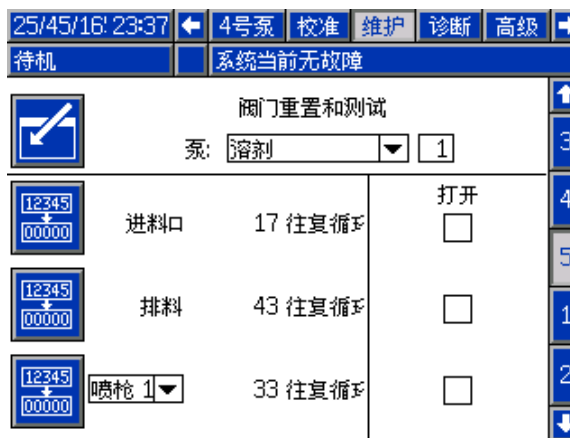 25/45/16! 23:37 4号泵 校准 维护 诊断 高级
待机 系统当前无故障
阀门重置和测试
泵: 溶剂 1
打开
12345 00000 进料口 17 往复循环
12345 00000 排料 43 往复循环
12345 00000 喷枪 1 33 往复循环
3
4
5
1
2